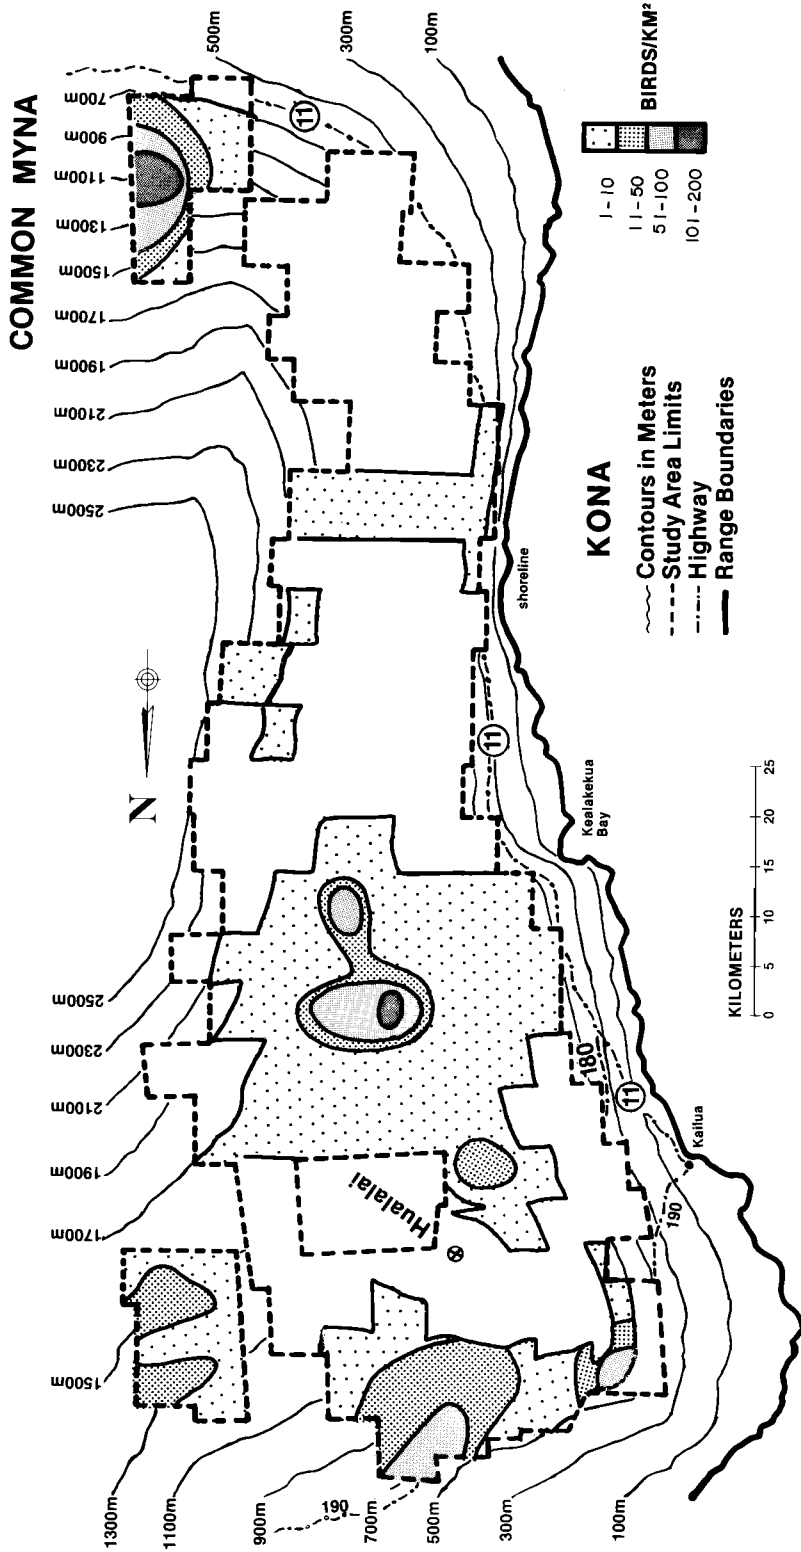 COMMON MYNA
700m
900m
1100m
1300m
1500m
1700m
1900m
2100m
2300m
2500m
500m
300m
100m
11
BIRDS/KM²
1-10
11-50
51-100
101-200
KONA
Contours in Meters
Study Area Limits
Highway
Range Boundaries
shoreline
N
11
Kealakekua
Bay
KILOMETERS
0 5 10 15 20 25
2500m
2300m
2100m
1900m
1700m
1500m
180
11
Kailua
190
Hualalai
1300m
1100m
900m
190
700m
500m
300m
100m